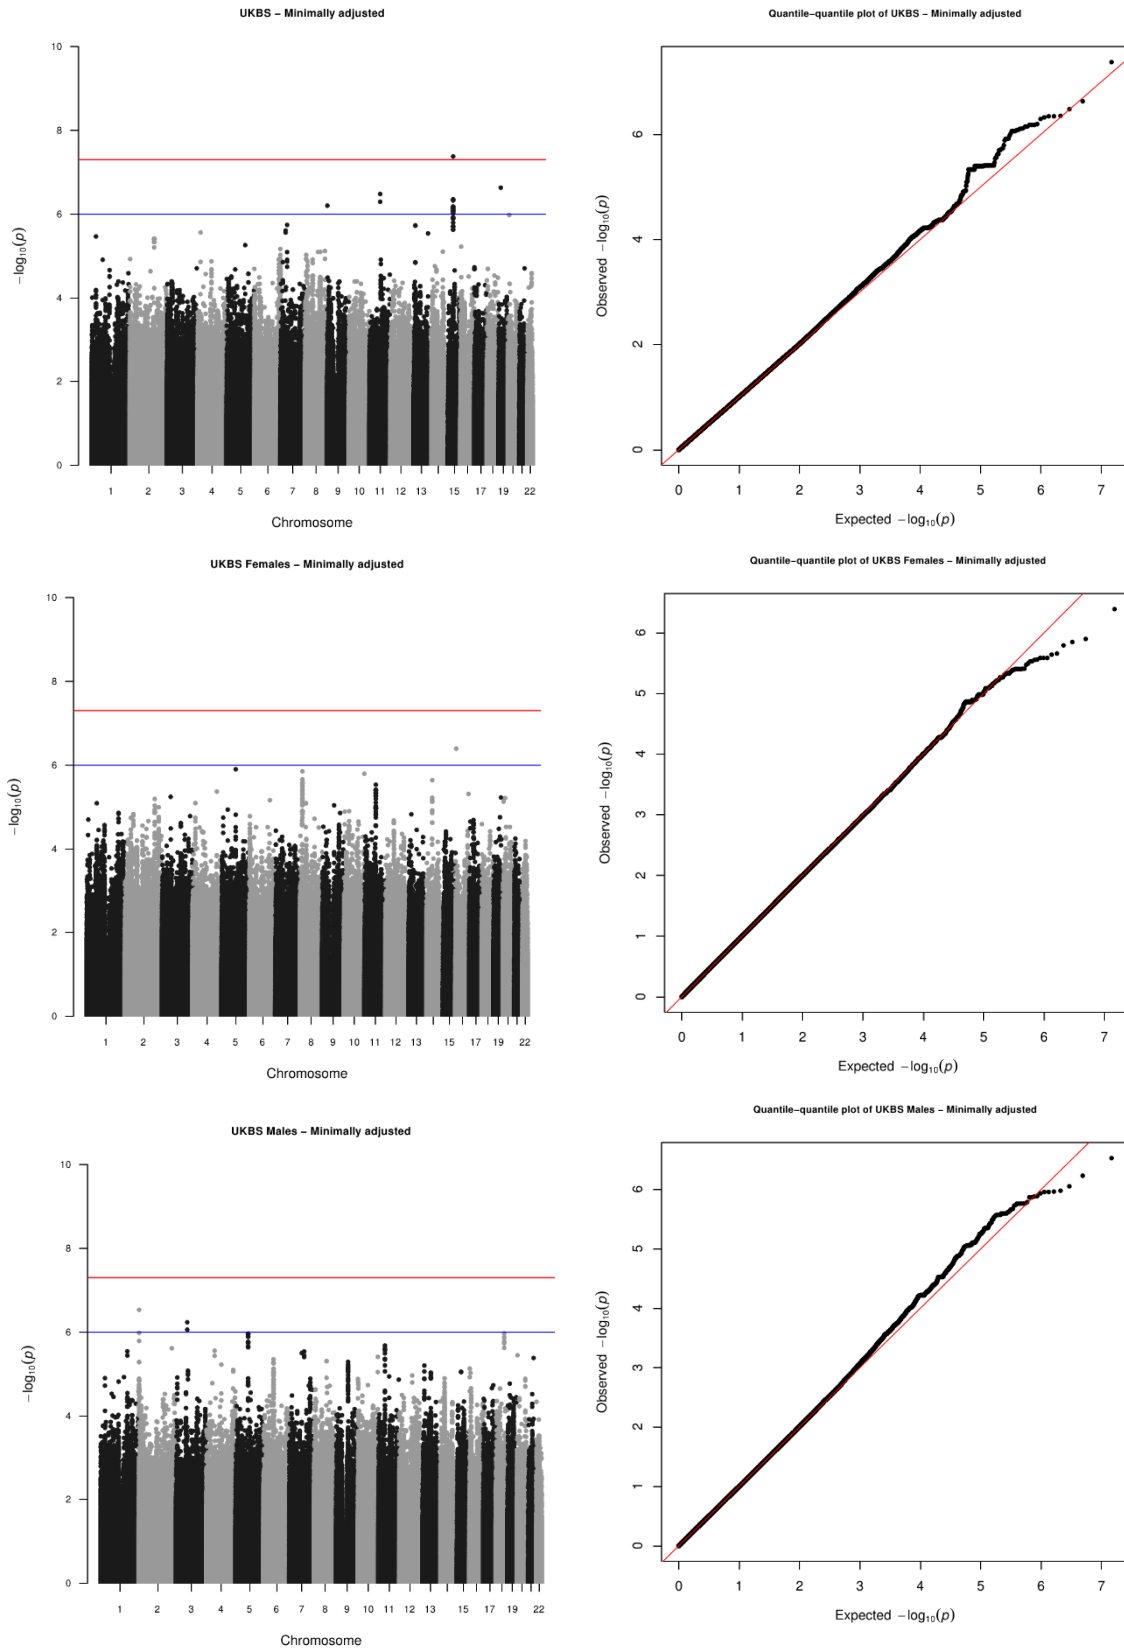 UKBS − Minimally adjusted
10
8
6
4
2
0
−log10(p)
1 2 3 4 5 6 7 8 9 10 11 12 13 15 17 19 22
Chromosome
Quantile−quantile plot of UKBS − Minimally adjusted
6
4
2
0
Observed −log10(p)
0 1 2 3 4 5 6 7
Expected −log10(p)
UKBS Females − Minimally adjusted
10
8
6
4
2
0
−log10(p)
1 2 3 4 5 6 7 8 9 10 11 12 13 15 17 19 22
Chromosome
Quantile−quantile plot of UKBS Females − Minimally adjusted
6
5
4
3
2
1
0
Observed −log10(p)
0 1 2 3 4 5 6 7
Expected −log10(p)
UKBS Males − Minimally adjusted
10
8
6
4
2
0
−log10(p)
1 2 3 4 5 6 7 8 9 10 11 12 13 15 17 19 22
Chromosome
Quantile−quantile plot of UKBS Males − Minimally adjusted
6
5
4
3
2
1
0
Observed −log10(p)
0 1 2 3 4 5 6 7
Expected −log10(p)